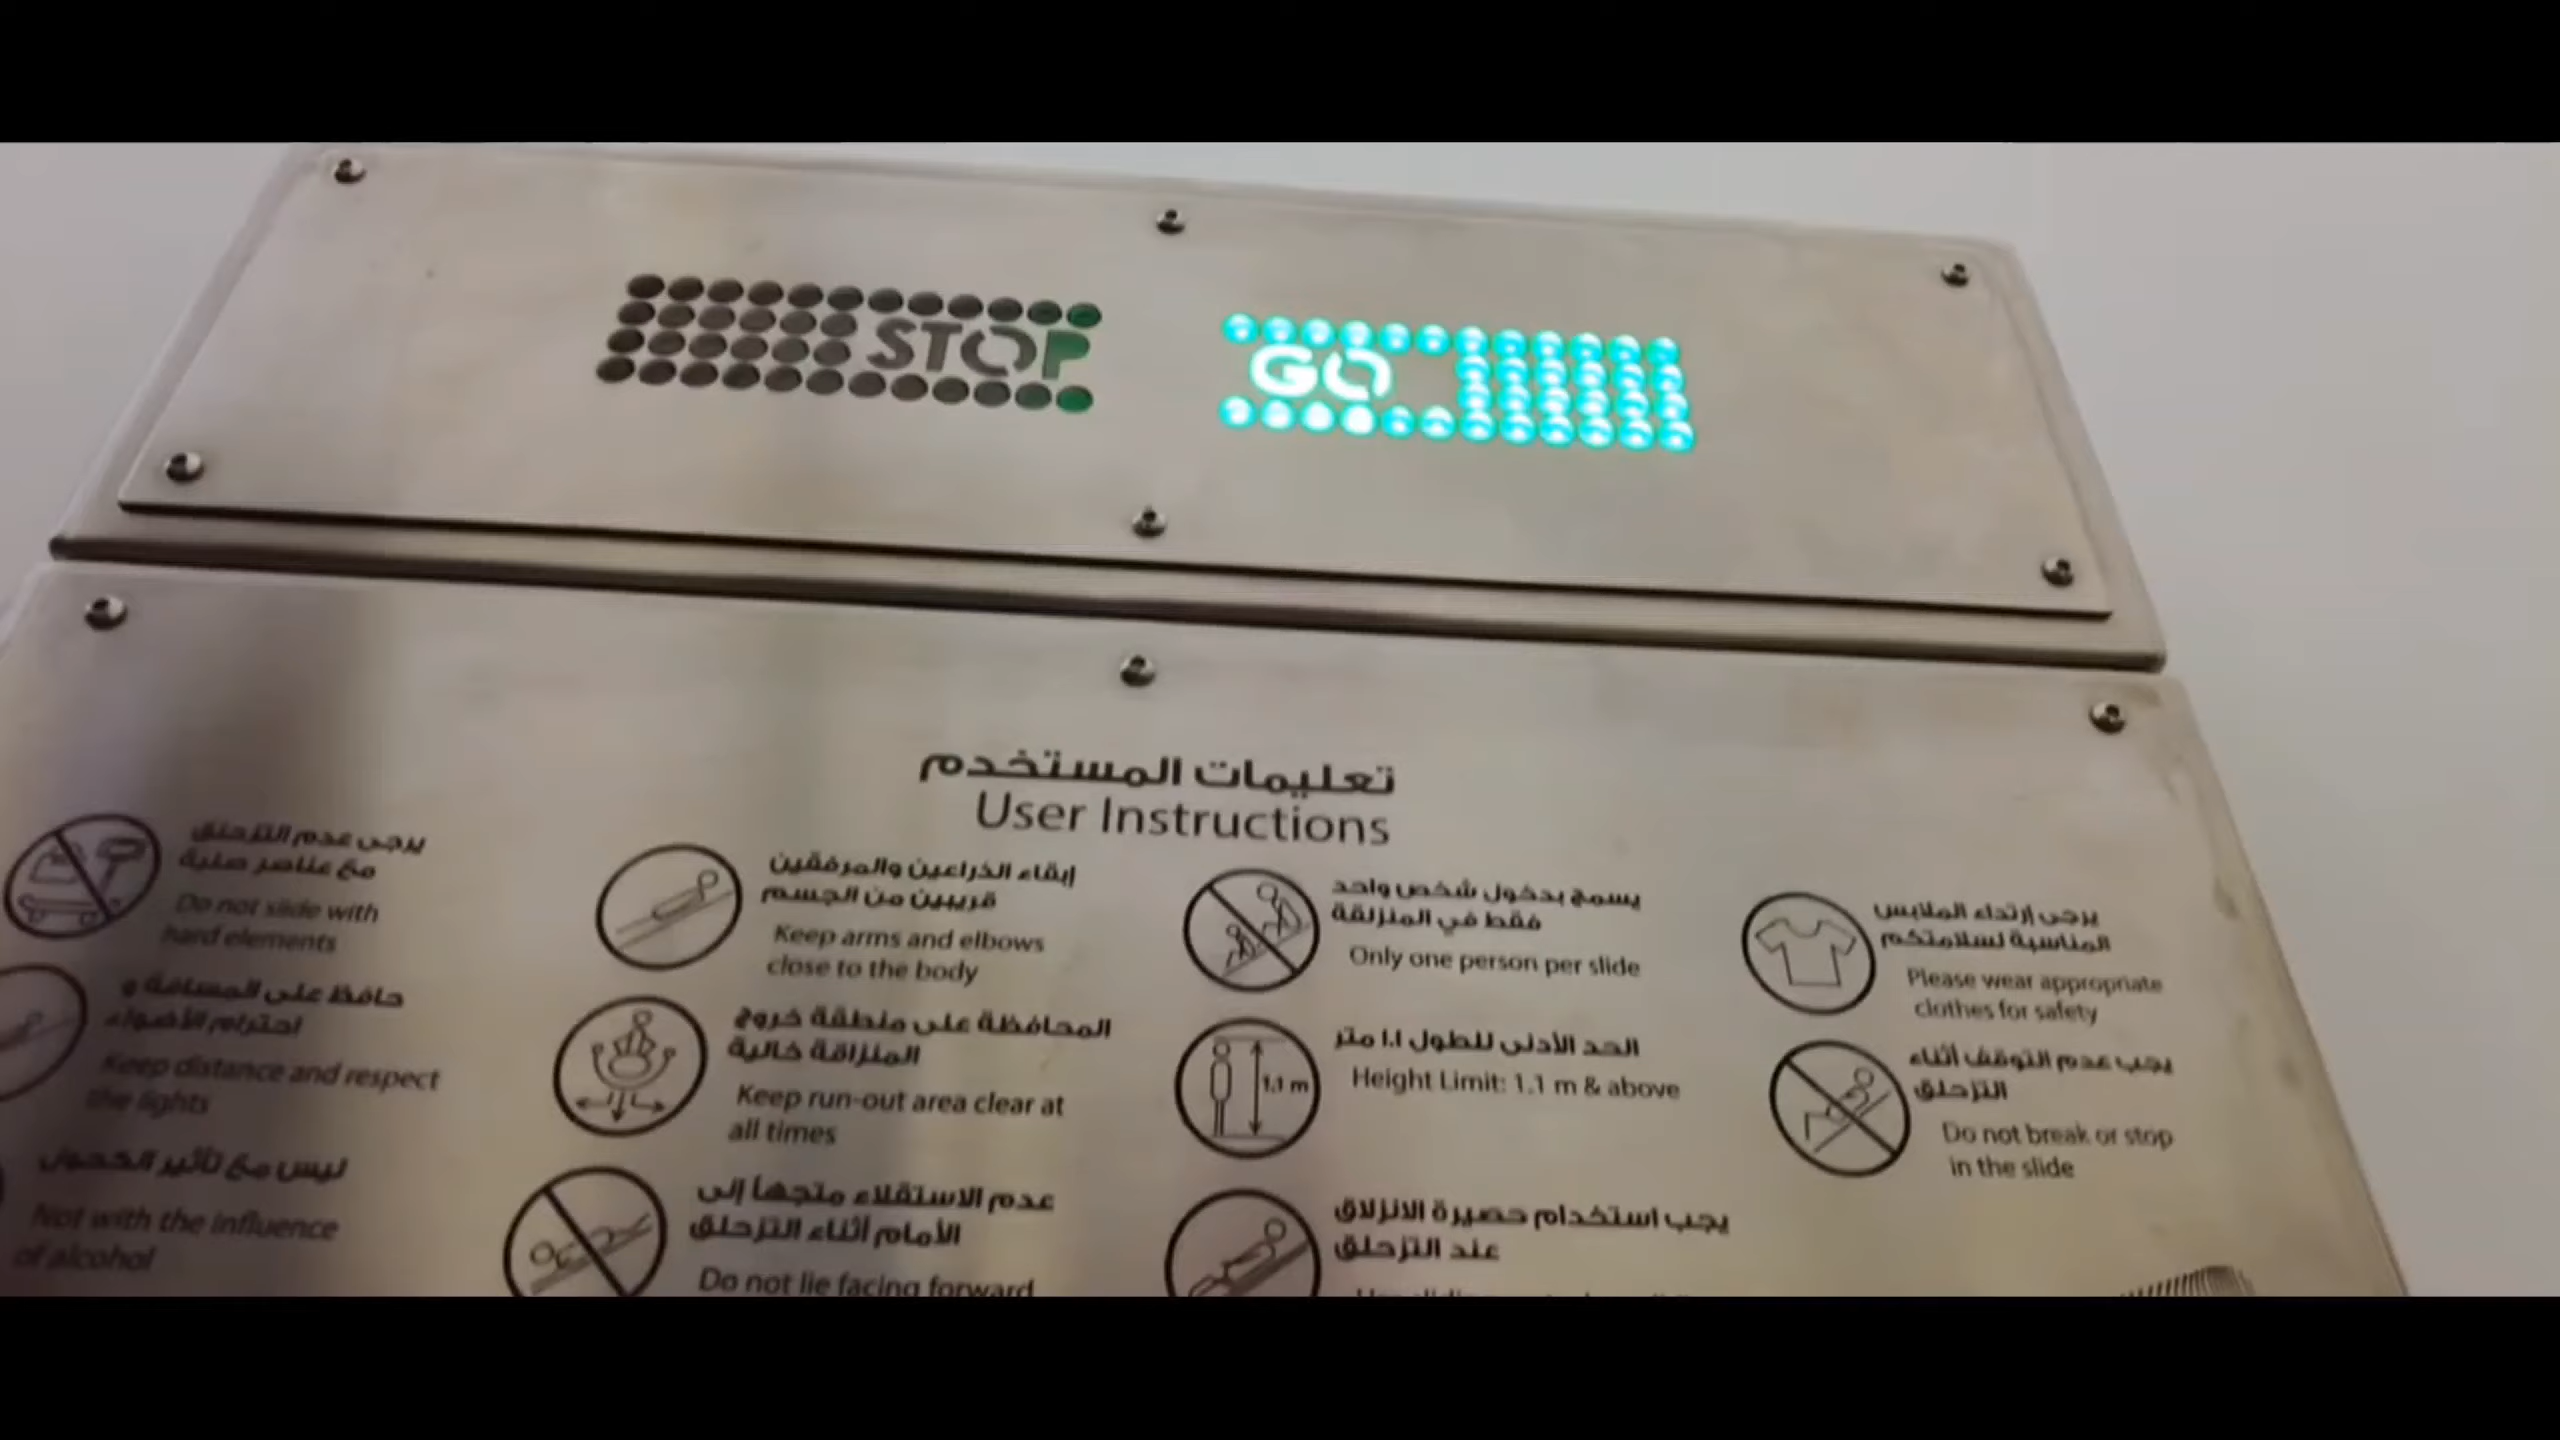 STOP
GO
تعليمات المستخدم
User Instructions
يرجى عدم التزحلق
مع عناصر صلبة
Do not slide with
hard elements
حافظ على المسافة و
احترام الأضواء
Keep distance and respect
the lights
ليس مع تأثير الكحول
Not with the influence
of alcohol
إبقاء الذراعين والمرفقين
قريبين من الجسم
Keep arms and elbows
close to the body
المحافظة على منطقة خروج
المنزلقة خالية
Keep run-out area clear at
all times
عدم الاستقلاء متجهاً إلى
الأمام أثناء التزحلق
Do not lie facing forward
يسمح بدخول شخص واحد
فقط في المنزلقة
Only one person per slide
1.1 m
الحد الأدنى للطول 1.1 متر
Height Limit: 1.1 m & above
يجب استخدام حصيرة الانزلاق
عند التزحلق
يرجى إرتداء الملابس
المناسبة لسلامتكم
Please wear appropriate
clothes for safety
يجب عدم التوقف أثناء
التزحلق
Do not break or stop
in the slide